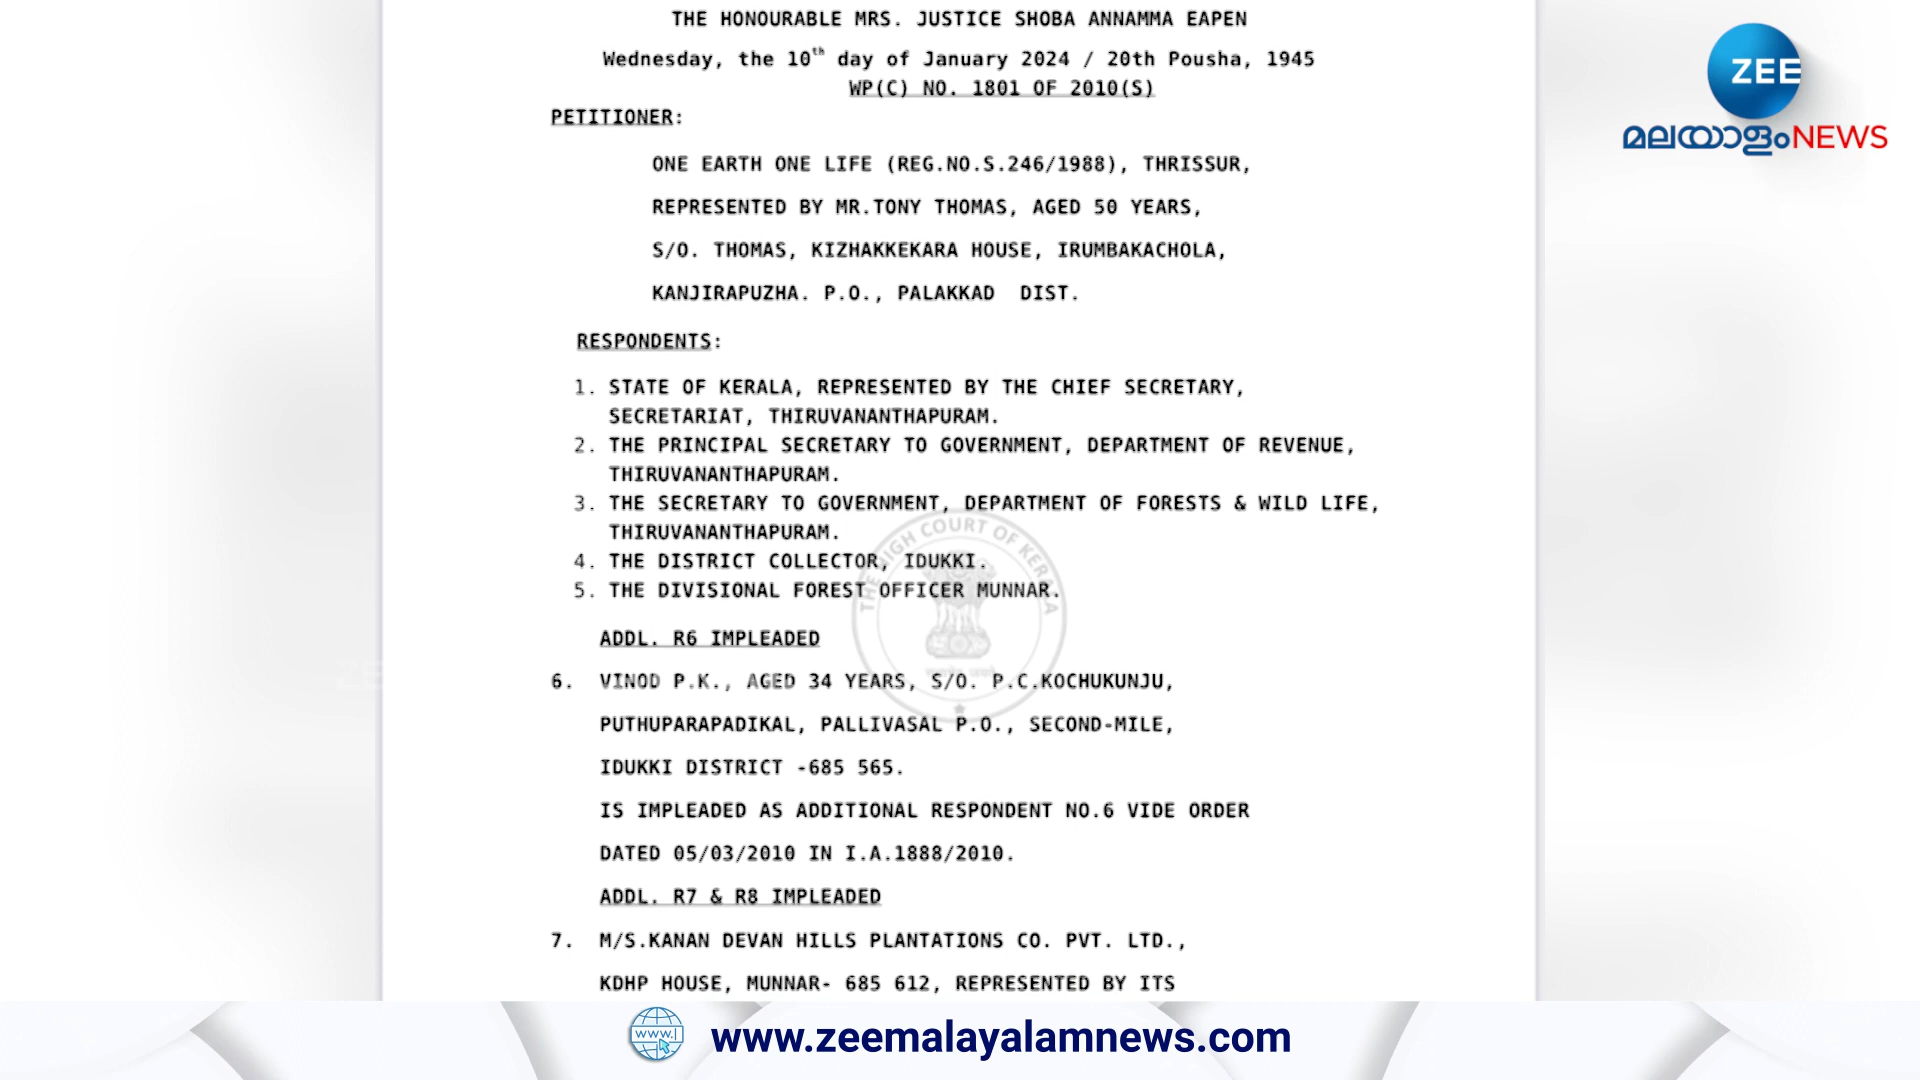 THE HONOURABLE MRS. JUSTICE SHOBA ANNAMMA EAPEN
Wednesday, the 10th day of January 2024 / 20th Pousha, 1945
WP(C) NO. 1801 OF 2010(S)
PETITIONER:
ONE EARTH ONE LIFE (REG.NO.S.246/1988), THRISSUR,
REPRESENTED BY MR.TONY THOMAS, AGED 50 YEARS,
S/O. THOMAS, KIZHAKKEKARA HOUSE, IRUMBAKACHOLA,
KANJIRAPUZHA. P.O., PALAKKAD DIST.
RESPONDENTS:
1. STATE OF KERALA, REPRESENTED BY THE CHIEF SECRETARY,
SECRETARIAT, THIRUVANANTHAPURAM.
2. THE PRINCIPAL SECRETARY TO GOVERNMENT, DEPARTMENT OF REVENUE,
THIRUVANANTHAPURAM.
3. THE SECRETARY TO GOVERNMENT, DEPARTMENT OF FORESTS & WILD LIFE,
THIRUVANANTHAPURAM.
4. THE DISTRICT COLLECTOR, IDUKKI.
5. THE DIVISIONAL FOREST OFFICER MUNNAR.
ADDL. R6 IMPLEADED
6. VINOD P.K., AGED 34 YEARS, S/O. P.C.KOCHUKUNJU,
PUTHUPARAPADIKAL, PALLIVASAL P.O., SECOND-MILE,
IDUKKI DISTRICT -685 565.
IS IMPLEADED AS ADDITIONAL RESPONDENT NO.6 VIDE ORDER
DATED 05/03/2010 IN I.A.1888/2010.
ADDL. R7 & R8 IMPLEADED
7. M/S.KANAN DEVAN HILLS PLANTATIONS CO. PVT. LTD.,
KDHP HOUSE, MUNNAR- 685 612, REPRESENTED BY ITS
THE HIGH COURT OF KERALA
ZEE
മലയാളം NEWS
www.
www.zeemalayalamnews.com